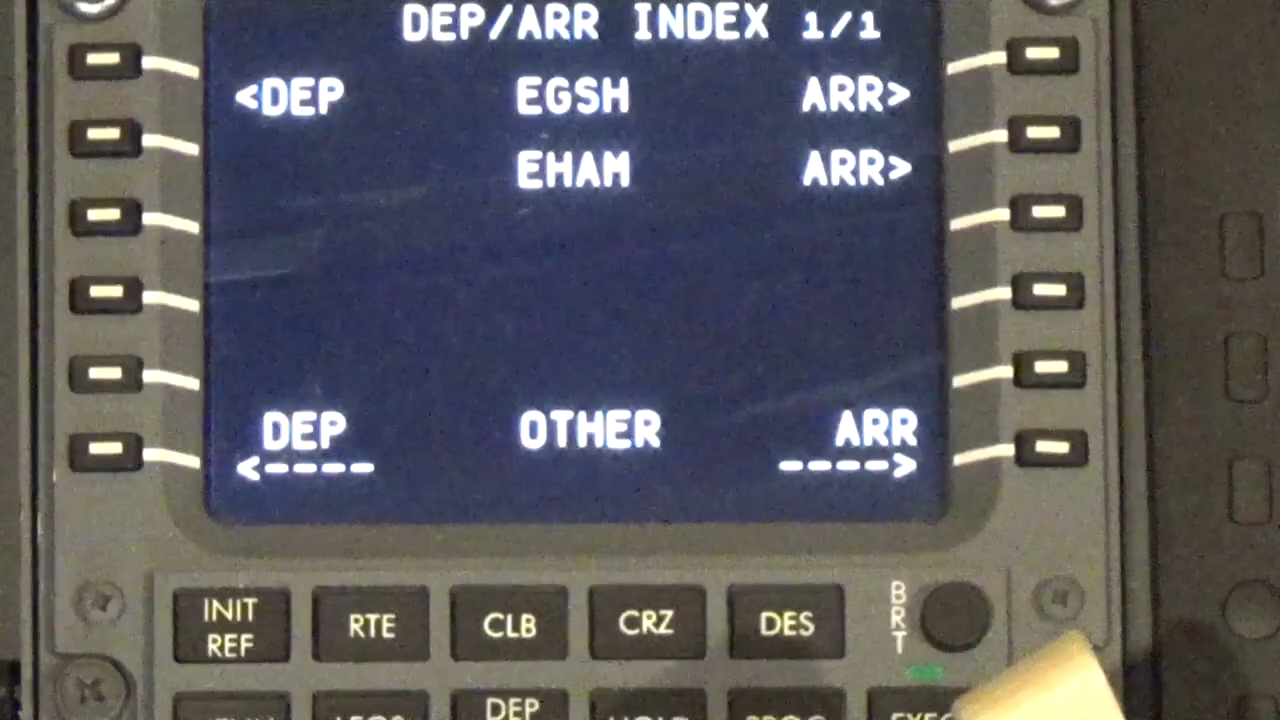 DEP/ARR INDEX 1/1
<DEP EGSH ARR>
EHAM ARR>
DEP OTHER ARR
<---- ---->
INIT REF RTE CLB CRZ DES BRT
DEP